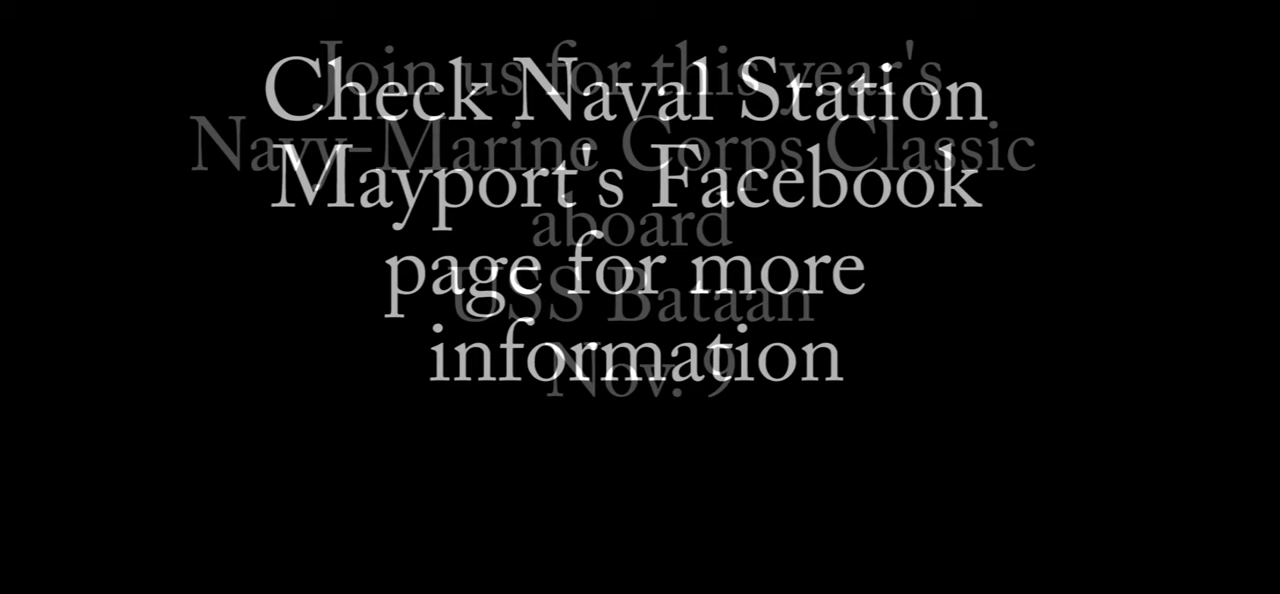 Check Naval Station
Mayport's Facebook
page for more
information
Join us for this year's
Navy-Marine Corps Classic
aboard
USS Bataan
Nov. 9